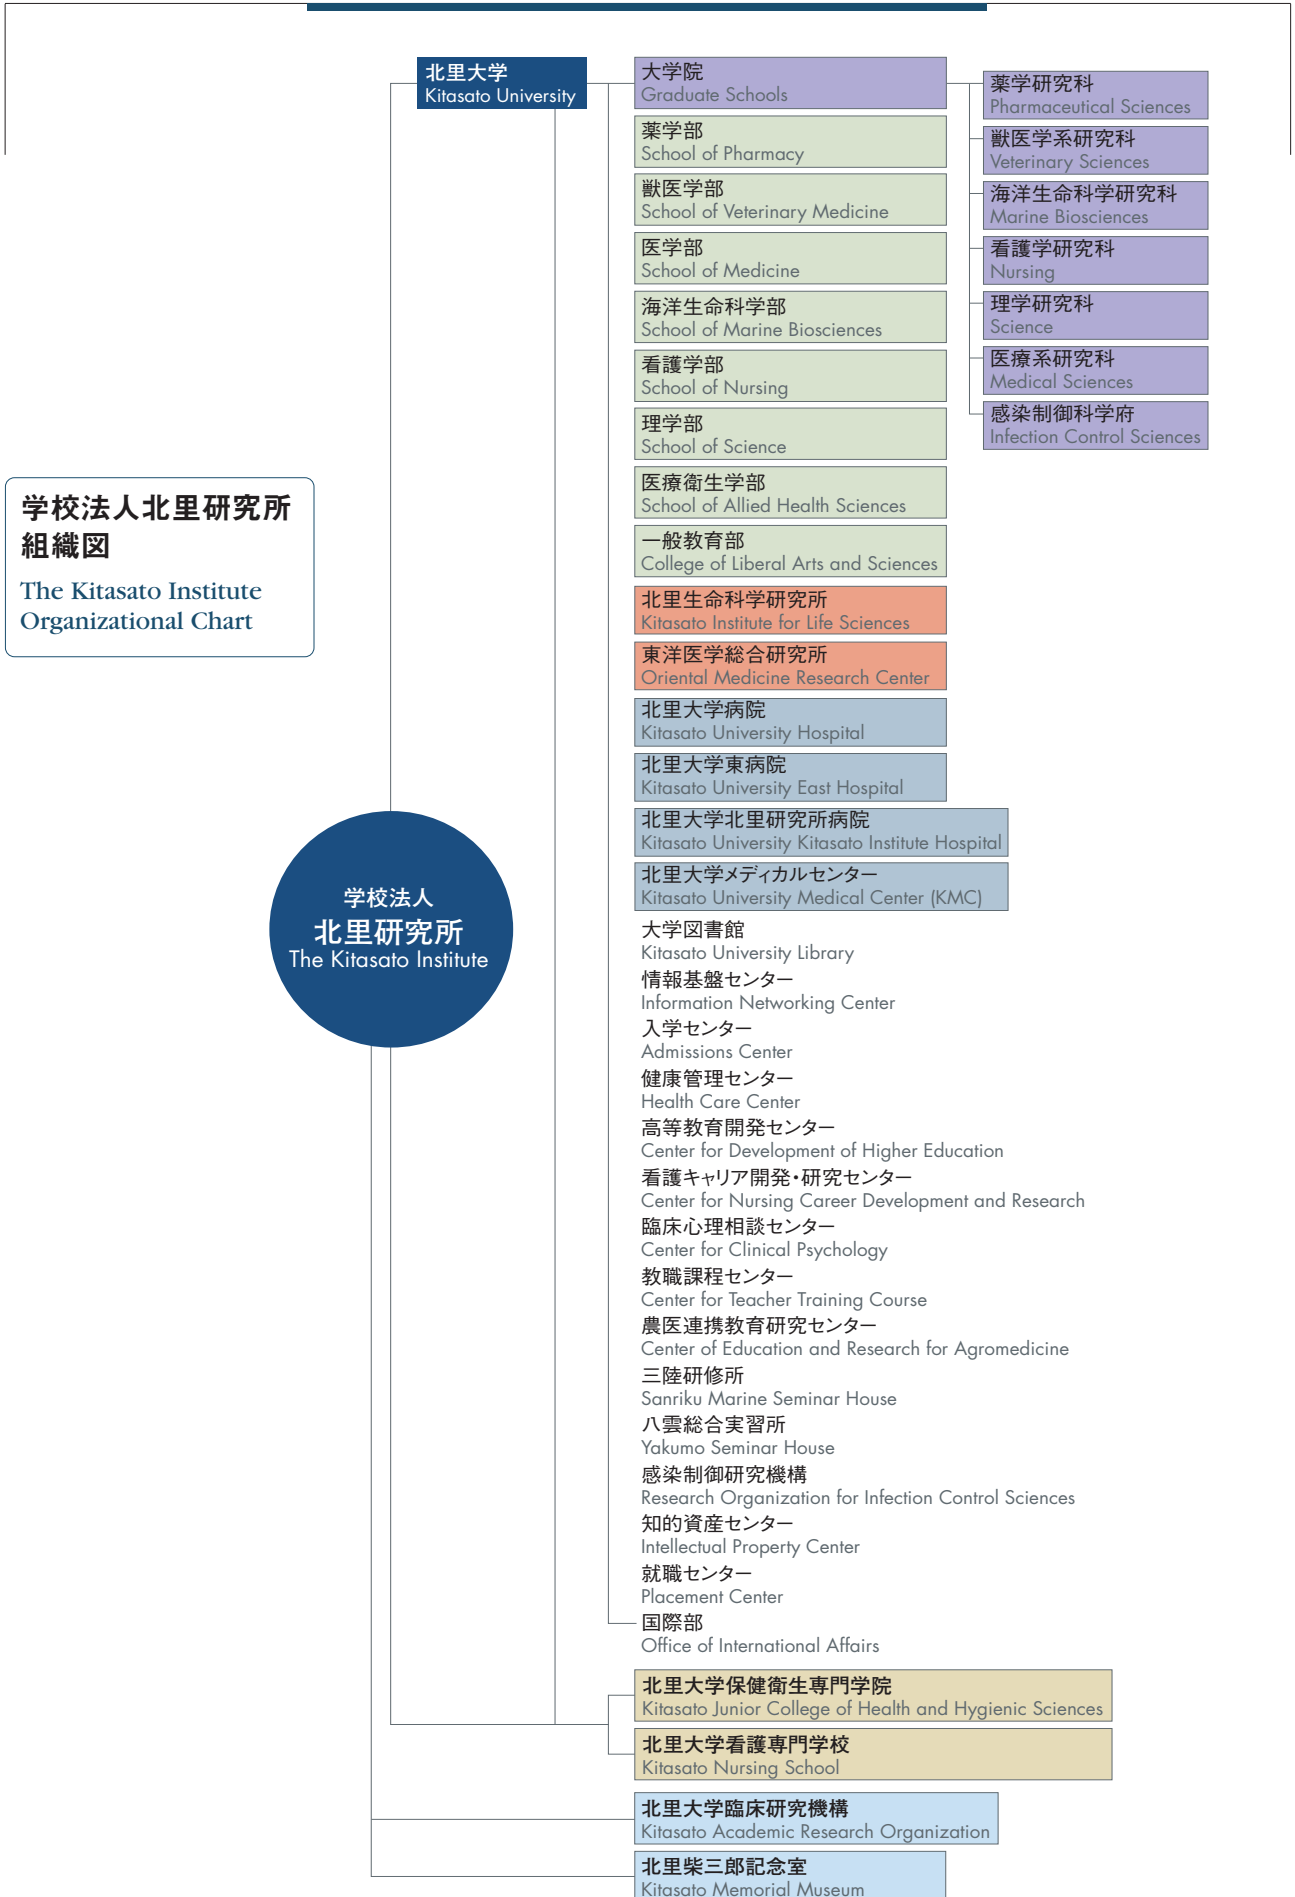 北里大学
Kitasato University
大学院
Graduate Schools
薬学研究科
Pharmaceutical Sciences
獣医学系研究科
Veterinary Sciences
海洋生命科学研究科
Marine Biosciences
看護学研究科
Nursing
理学研究科
Science
医療系研究科
Medical Sciences
感染制御科学府
Infection Control Sciences
薬学部
School of Pharmacy
獣医学部
School of Veterinary Medicine
医学部
School of Medicine
海洋生命科学部
School of Marine Biosciences
看護学部
School of Nursing
理学部
School of Science
医療衛生学部
School of Allied Health Sciences
一般教育部
College of Liberal Arts and Sciences
学校法人北里研究所
組織図
The Kitasato Institute
Organizational Chart
北里生命科学研究所
Kitasato Institute for Life Sciences
東洋医学総合研究所
Oriental Medicine Research Center
北里大学病院
Kitasato University Hospital
北里大学東病院
Kitasato University East Hospital
北里大学北里研究所病院
Kitasato University Kitasato Institute Hospital
北里大学メディカルセンター
Kitasato University Medical Center (KMC)
学校法人
北里研究所
The Kitasato Institute
大学図書館
Kitasato University Library
情報基盤センター
Information Networking Center
入学センター
Admissions Center
健康管理センター
Health Care Center
高等教育開発センター
Center for Development of Higher Education
看護キャリア開発・研究センター
Center for Nursing Career Development and Research
臨床心理相談センター
Center for Clinical Psychology
教職課程センター
Center for Teacher Training Course
農医連携教育研究センター
Center of Education and Research for Agromedicine
三陸研修所
Sanriku Marine Seminar House
八雲総合実習所
Yakumo Seminar House
感染制御研究機構
Research Organization for Infection Control Sciences
知的資産センター
Intellectual Property Center
就職センター
Placement Center
国際部
Office of International Affairs
北里大学保健衛生専門学院
Kitasato Junior College of Health and Hygienic Sciences
北里大学看護専門学校
Kitasato Nursing School
北里大学臨床研究機構
Kitasato Academic Research Organization
北里柴三郎記念室
Kitasato Memorial Museum